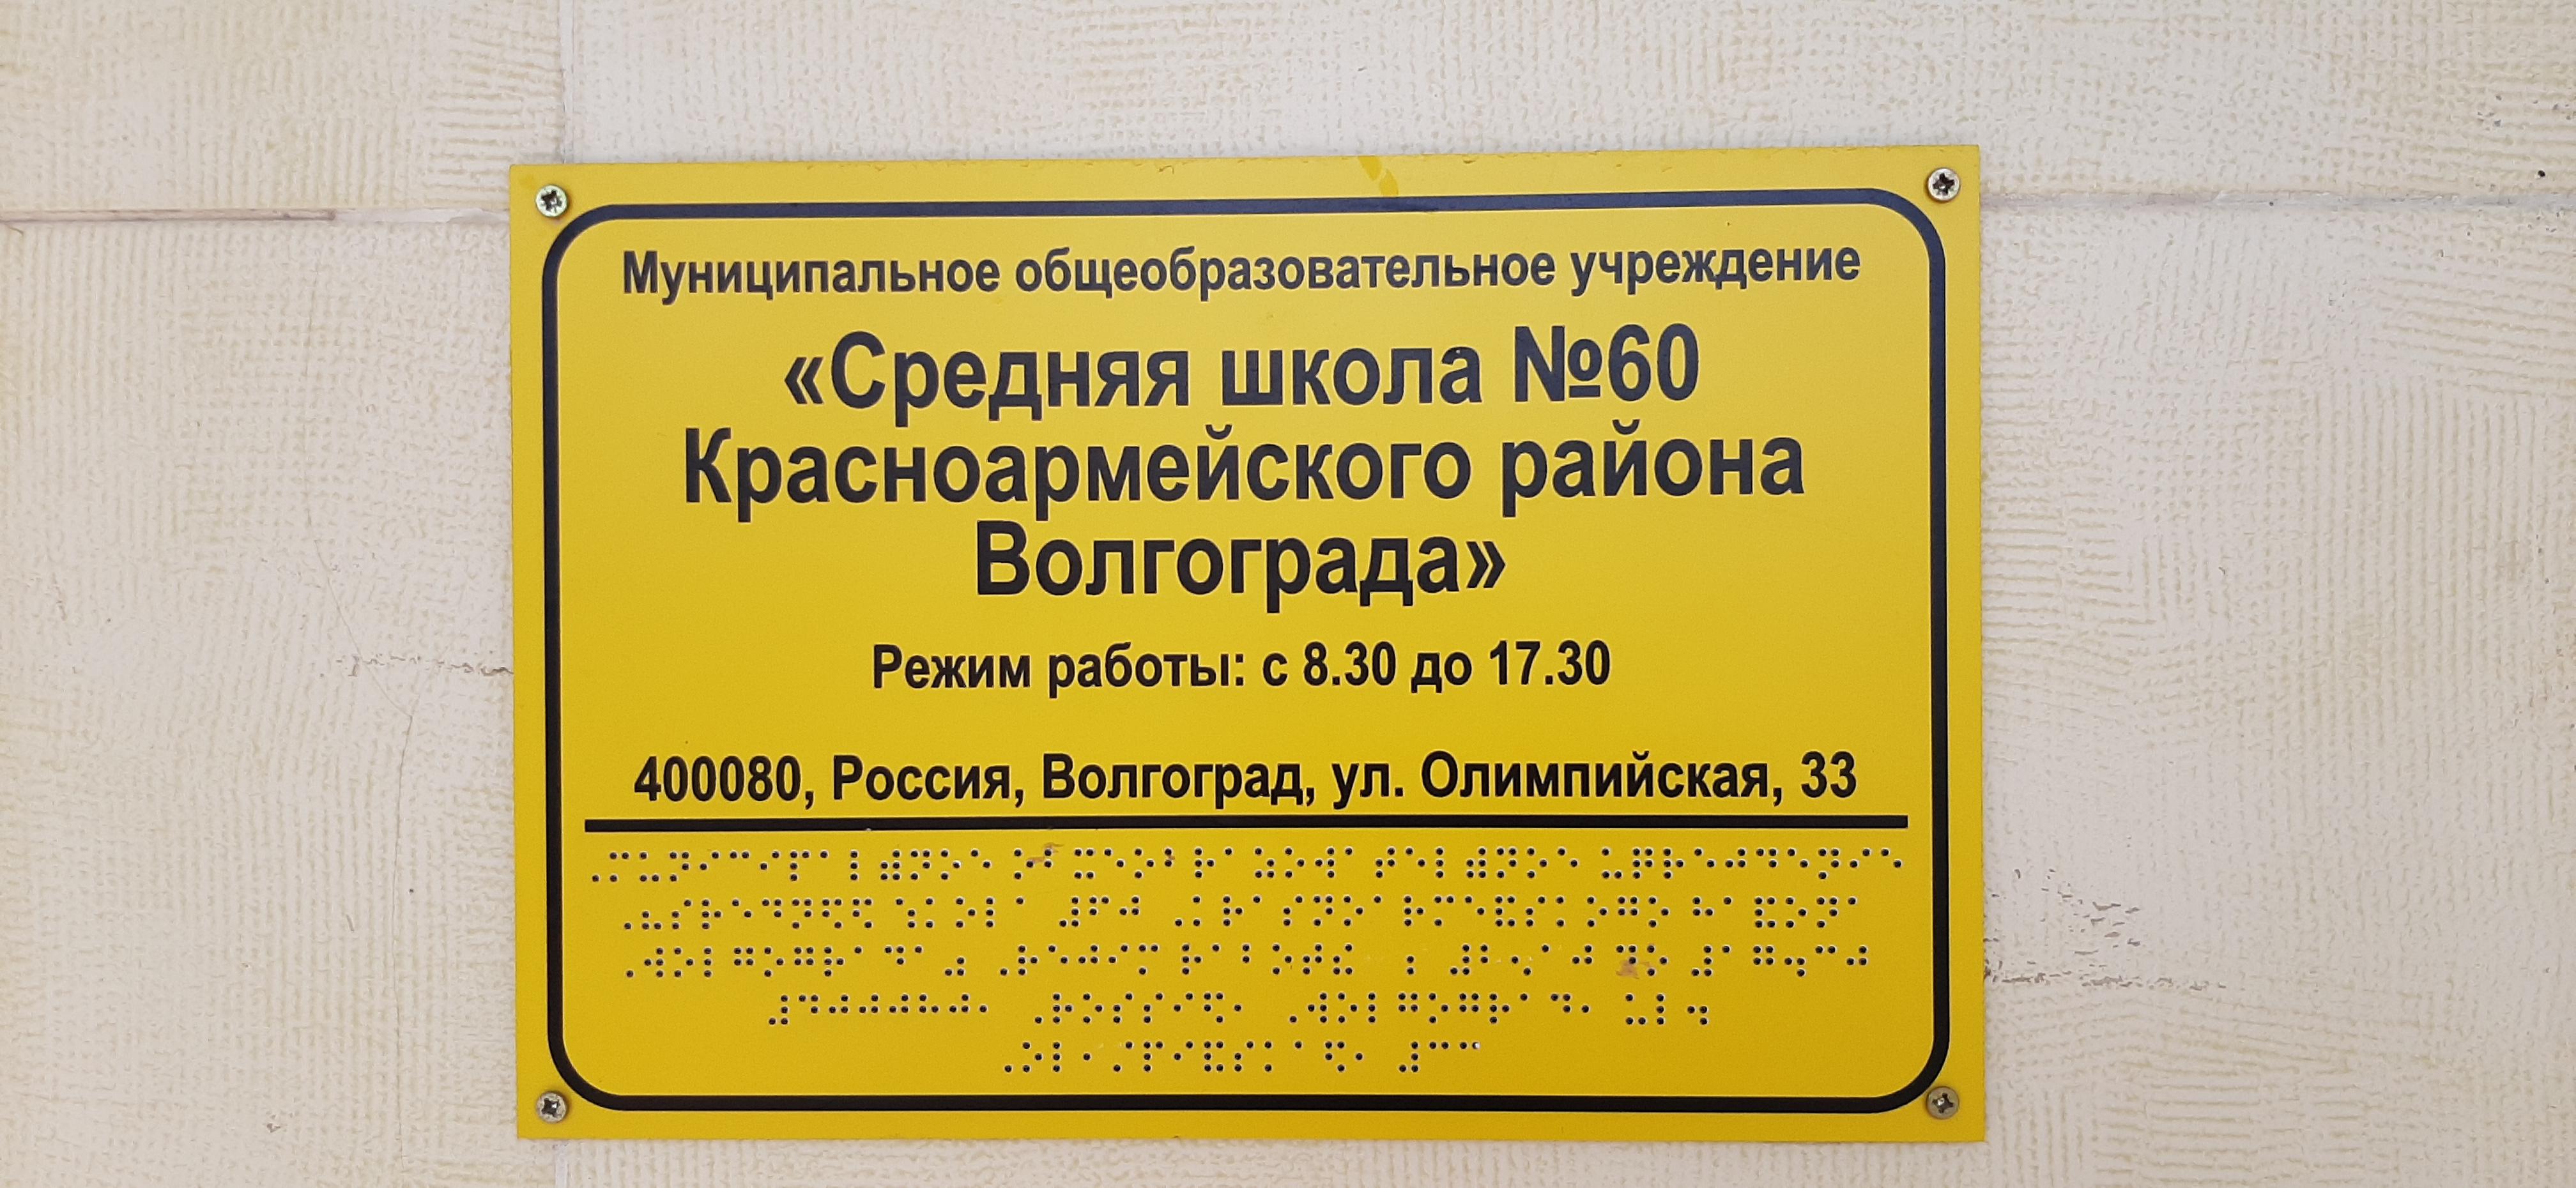 Муниципальное общеобразовательное учреждение
«Средняя школа №60
Красноармейского района
Волгограда»
Режим работы: с 8.30 до 17.30
400080, Россия, Волгоград, ул. Олимпийская, 33